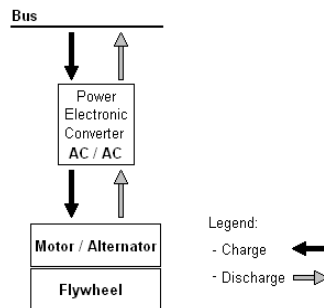 Bus
Power
Electronic
Converter
AC / AC
Motor / Alternator
Flywheel
Legend:
- Charge
- Discharge